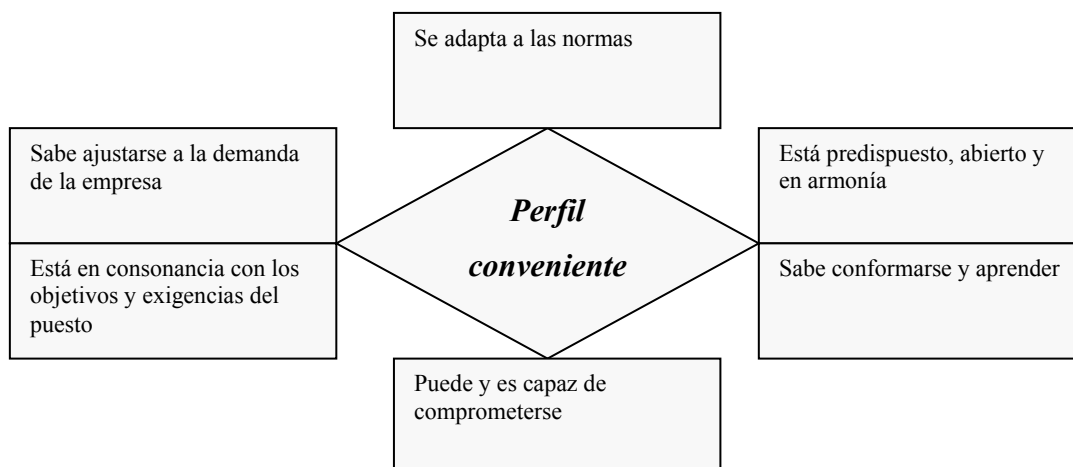 Se adapta a las normas
Sabe ajustarse a la demanda
de la empresa
Está predispuesto, abierto y
en armonía
Perfil
conveniente
Está en consonancia con los
objetivos y exigencias del
puesto
Sabe conformarse y aprender
Puede y es capaz de
comprometerse